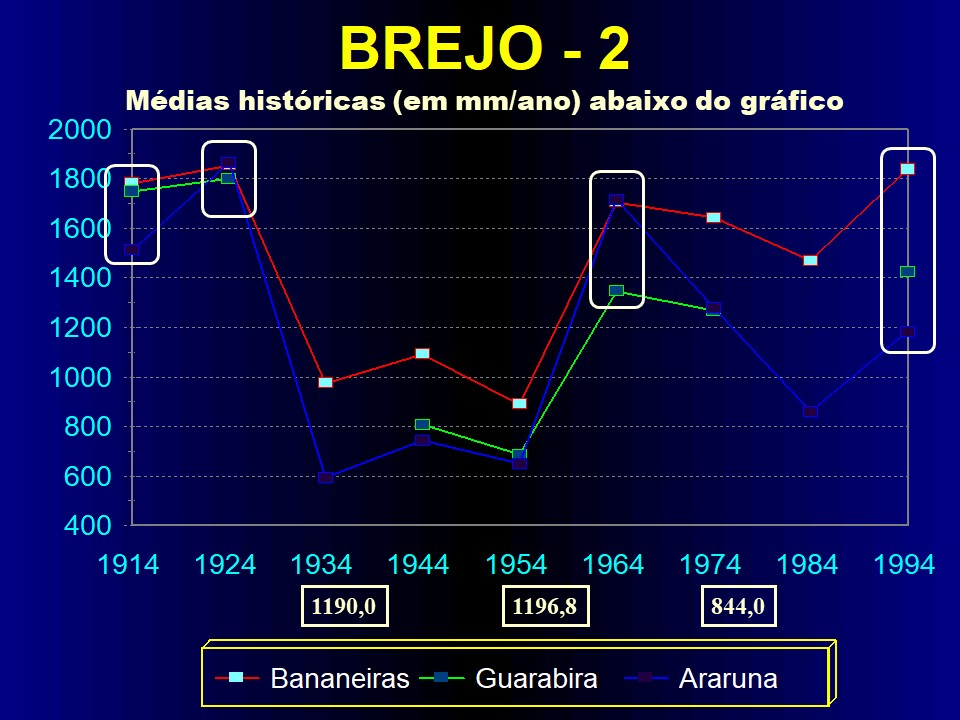 BREJO - 2
Médias históricas (em mm/ano) abaixo do gráfico
2000
1800
1600
1400
1200
1000
800
600
400
1914 1924 1934 1944 1954 1964 1974 1984 1994
1190,0 1196,8 844,0
Bananeiras Guarabira Araruna